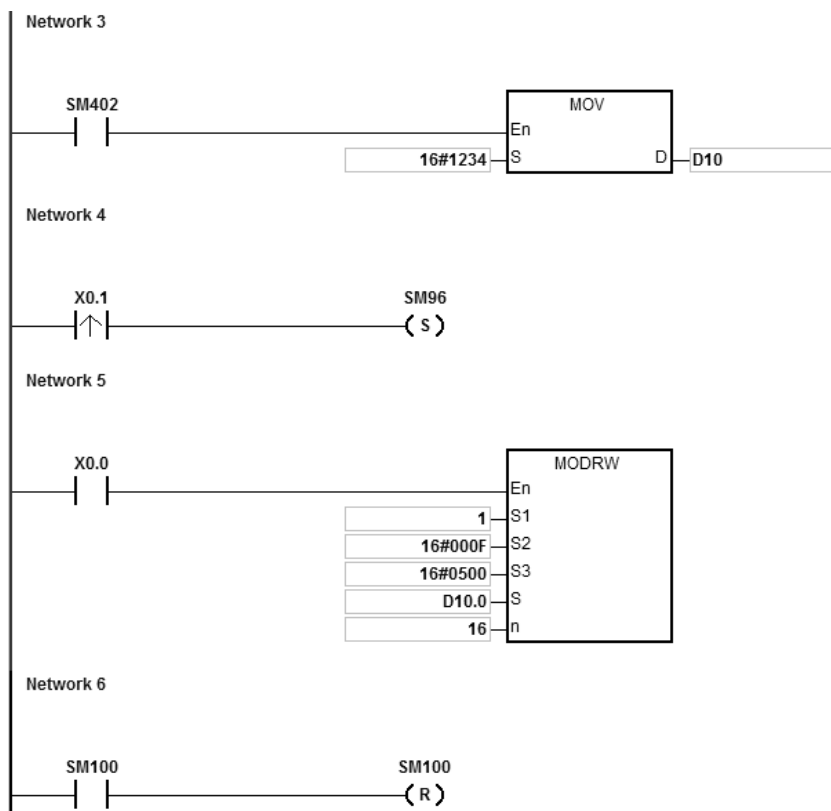 Network 3
SM402
MOV
En
16#1234 S D D10
Network 4
X0.1 SM96
S
Network 5
X0.0
MODRW
En
1 S1
16#000F S2
16#0500 S3
D10.0 S
16 n
Network 6
SM100 SM100
R